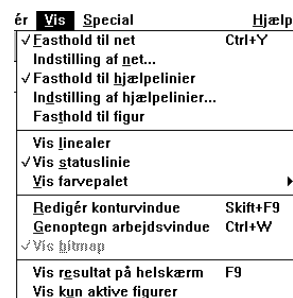 ér Vis Special Hjælp
√ Fasthold til net Ctrl+Y
Indstilling af net...
√ Fasthold til hjælpelinier
Indstilling af hjælpelinier...
Fasthold til figur
Vis linealer
√ Vis statuslinie
Vis farvepalet
Redigér konturvindue Skift+F9
Genoptegn arbejdsvindue Ctrl+W
√ Vis bitmap
Vis resultat på helskærm F9
Vis kun aktive figurer